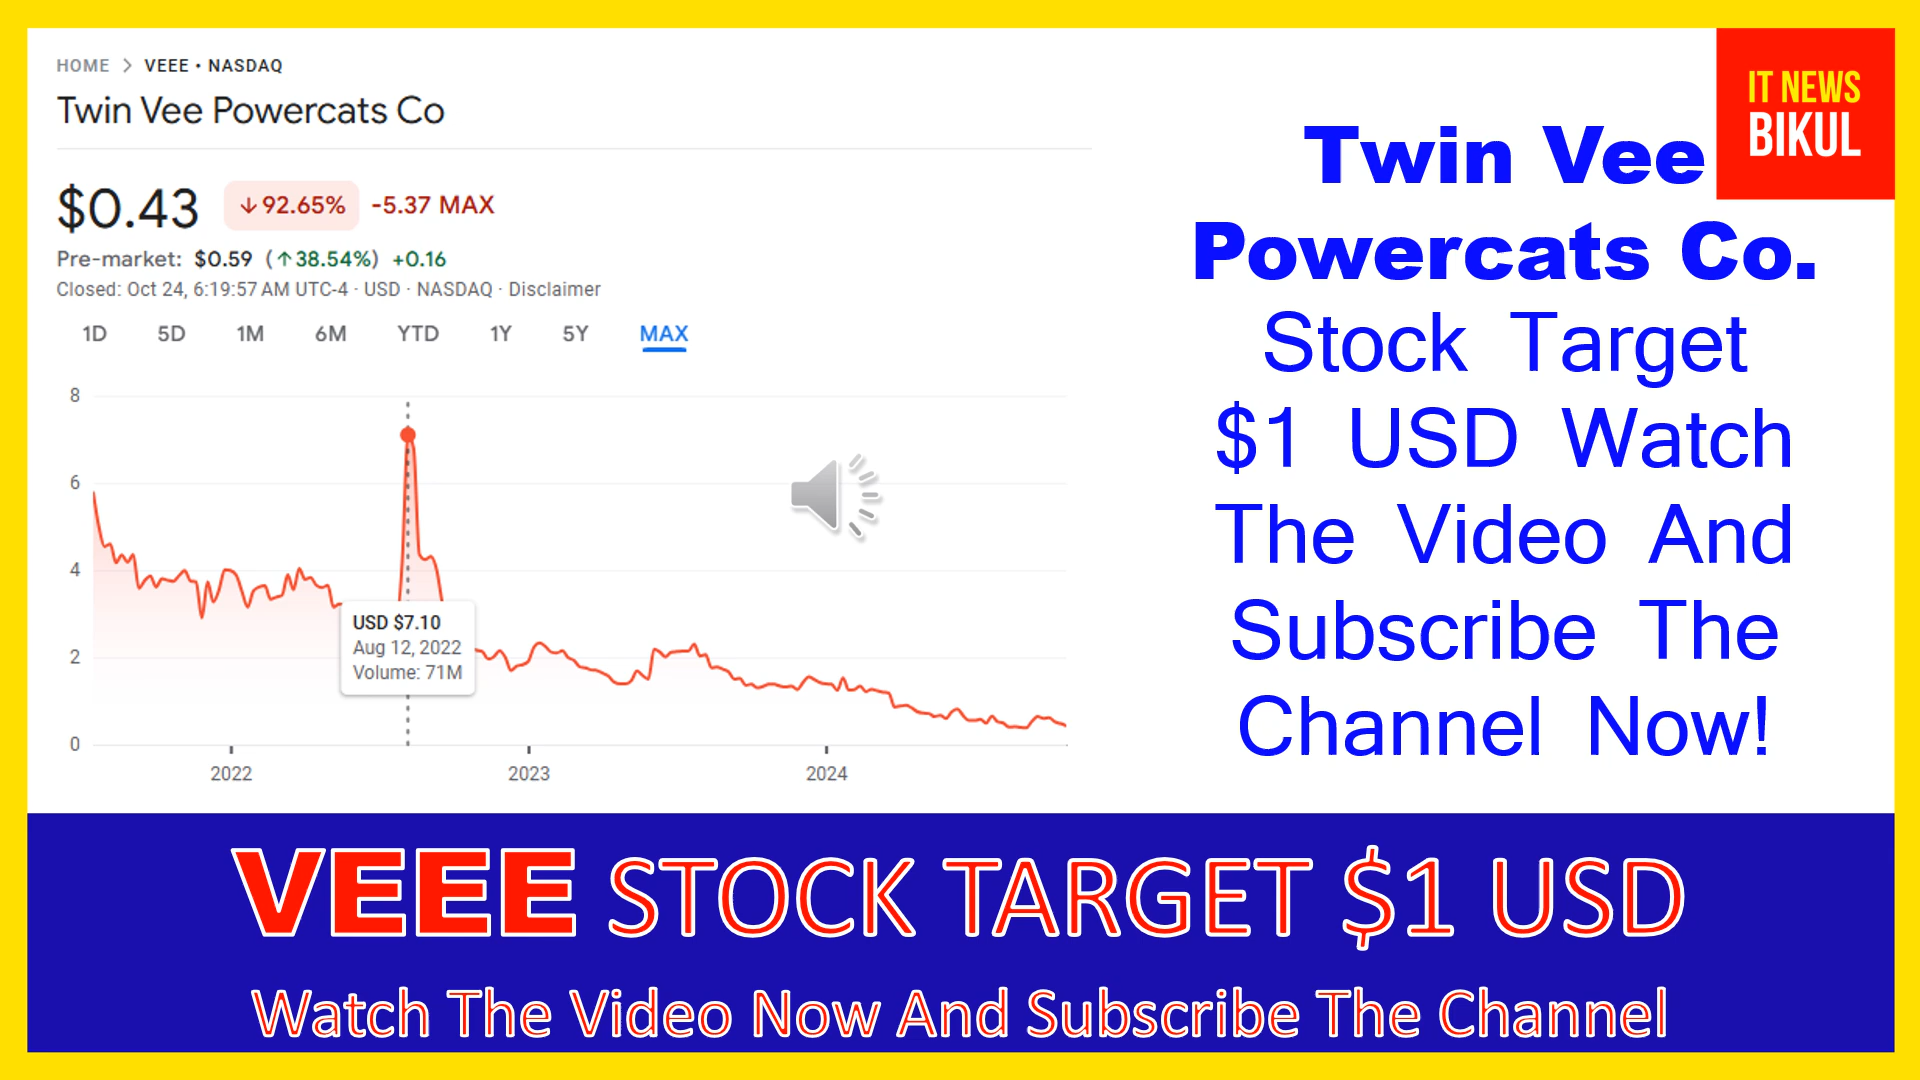 HOME > VEEE • NASDAQ
Twin Vee Powercats Co
$0.43 ↓ 92.65% -5.37 MAX
Pre-market: $0.59 (↑ 38.54%) +0.16
Closed: Oct 24, 6:19:57 AM UTC-4 · USD · NASDAQ · Disclaimer
1D 5D 1M 6M YTD 1Y 5Y MAX
8
6
4
2
0
USD $7.10
Aug 12, 2022
Volume: 71M
2022 2023 2024
IT NEWS
BIKUL
Twin Vee
Powercats Co.
Stock Target
$1 USD Watch
The Video And
Subscribe The
Channel Now!
VEEE STOCK TARGET $1 USD
Watch The Video Now And Subscribe The Channel